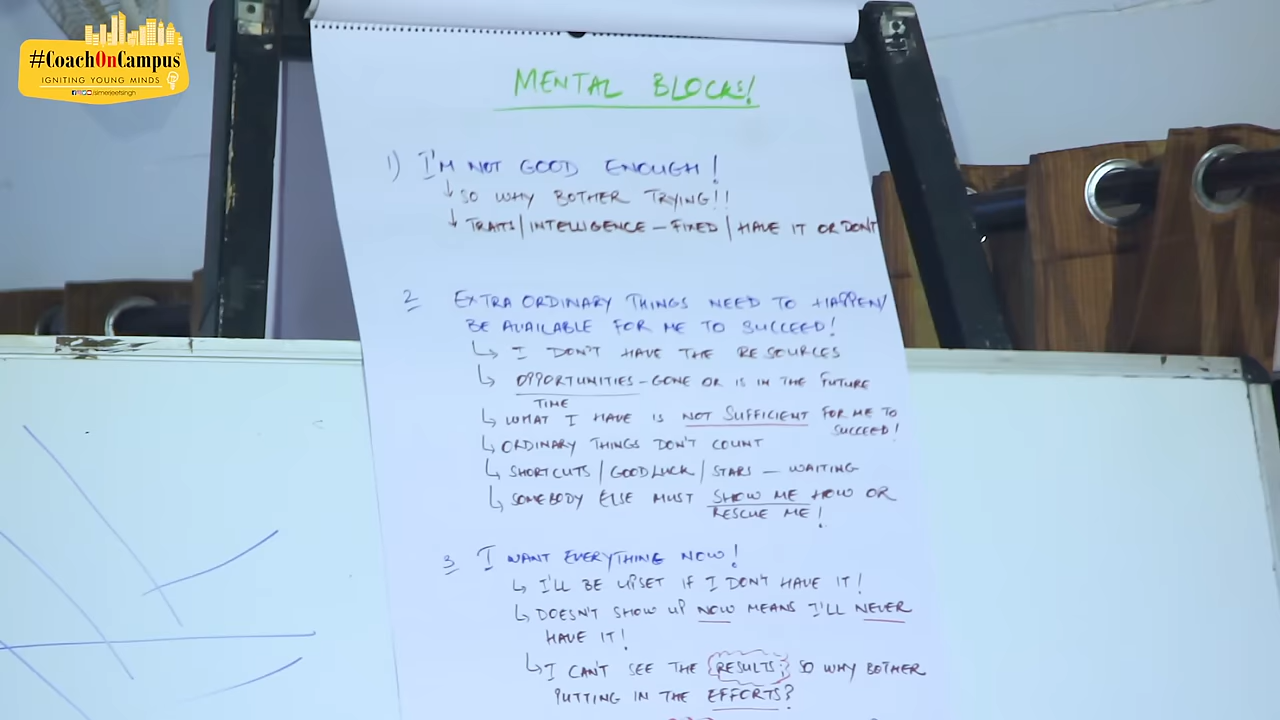 #CoachOnCampus
IGNITING YOUNG MINDS
/simerjeetsingh
MENTAL BLOCKS!
1) I'M NOT GOOD ENOUGH!
↓ SO WHY BOTHER TRYING!!
↓ TRAITS/INTELLIGENCE – FIXED / HAVE IT OR DONT
2 EXTRA ORDINARY THINGS NEED TO HAPPEN/
BE AVAILABLE FOR ME TO SUCCEED!
↳ I DON'T HAVE THE RESOURCES
↳ OPPORTUNITIES – GONE OR IS IN THE FUTURE
TIME
↳ WHAT I HAVE IS NOT SUFFICIENT FOR ME TO
SUCCEED!
↳ ORDINARY THINGS DON'T COUNT
↳ SHORTCUTS / GOODLUCK / STARS – WAITING
↳ SOMEBODY ELSE MUST SHOW ME HOW OR
RESCUE ME!
3 I WANT EVERYTHING NOW!
↳ I'LL BE UPSET IF I DON'T HAVE IT!
↳ DOESN'T SHOW UP NOW MEANS I'LL NEVER
HAVE IT!
↳ I CAN'T SEE THE RESULTS; SO WHY BOTHER
PUTTING IN THE EFFORTS?